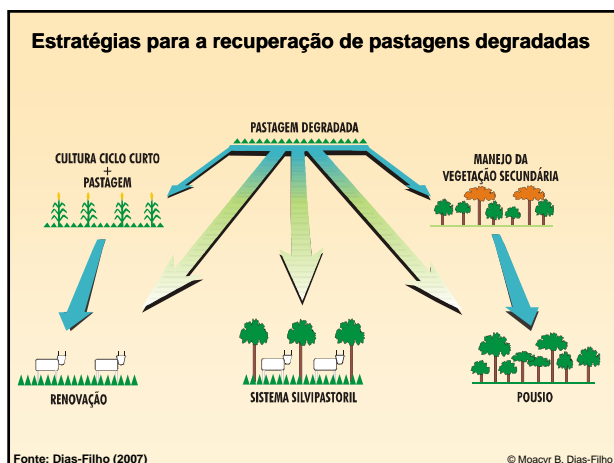 Estratégias para a recuperação de pastagens degradadas
PASTAGEM DEGRADADA
CULTURA CICLO CURTO
+
PASTAGEM
MANEJO DA
VEGETAÇÃO SECUNDÁRIA
RENOVAÇÃO
SISTEMA SILVIPASTORIL
POUSIO
Fonte: Dias-Filho (2007)
© Moacyr B. Dias-Filho